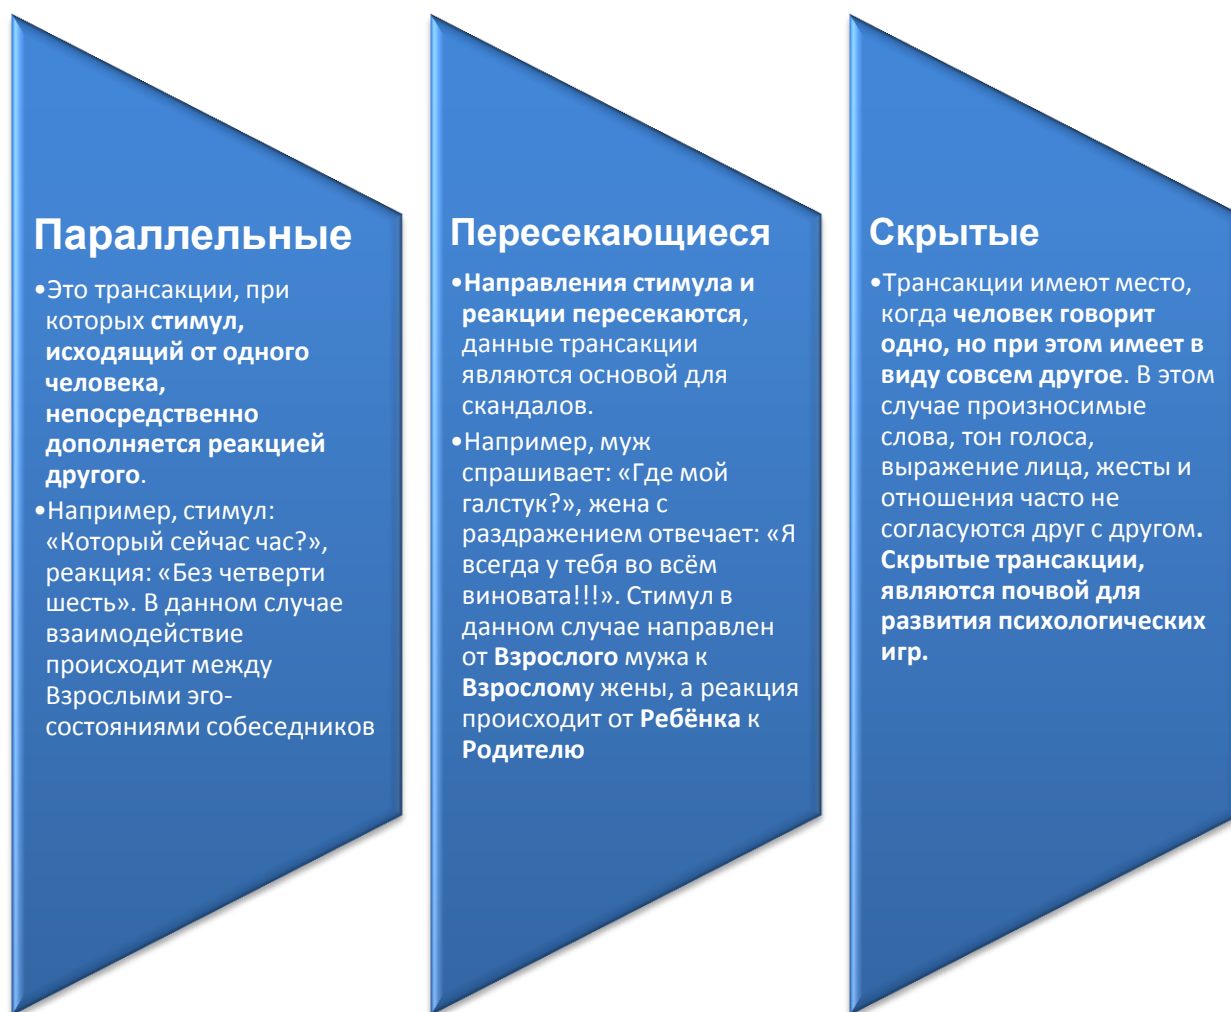 Параллельные
•Это трансакции, при
которых стимул,
исходящий от одного
человека,
непосредственно
дополняется реакцией
другого.
•Например, стимул:
«Который сейчас час?»,
реакция: «Без четверти
шесть». В данном случае
взаимодействие
происходит между
Взрослыми эго-
состояниями собеседников
Пересекающиеся
•Направления стимула и
реакции пересекаются,
данные трансакции
являются основой для
скандалов.
•Например, муж
спрашивает: «Где мой
галстук?», жена с
раздражением отвечает: «Я
всегда у тебя во всём
виновата!!!». Стимул в
данном случае направлен
от Взрослого мужа к
Взрослому жены, а реакция
происходит от Ребёнка к
Родителю
Скрытые
•Трансакции имеют место,
когда человек говорит
одно, но при этом имеет в
виду совсем другое. В этом
случае произносимые
слова, тон голоса,
выражение лица, жесты и
отношения часто не
согласуются друг с другом.
Скрытые трансакции,
являются почвой для
развития психологических
игр.